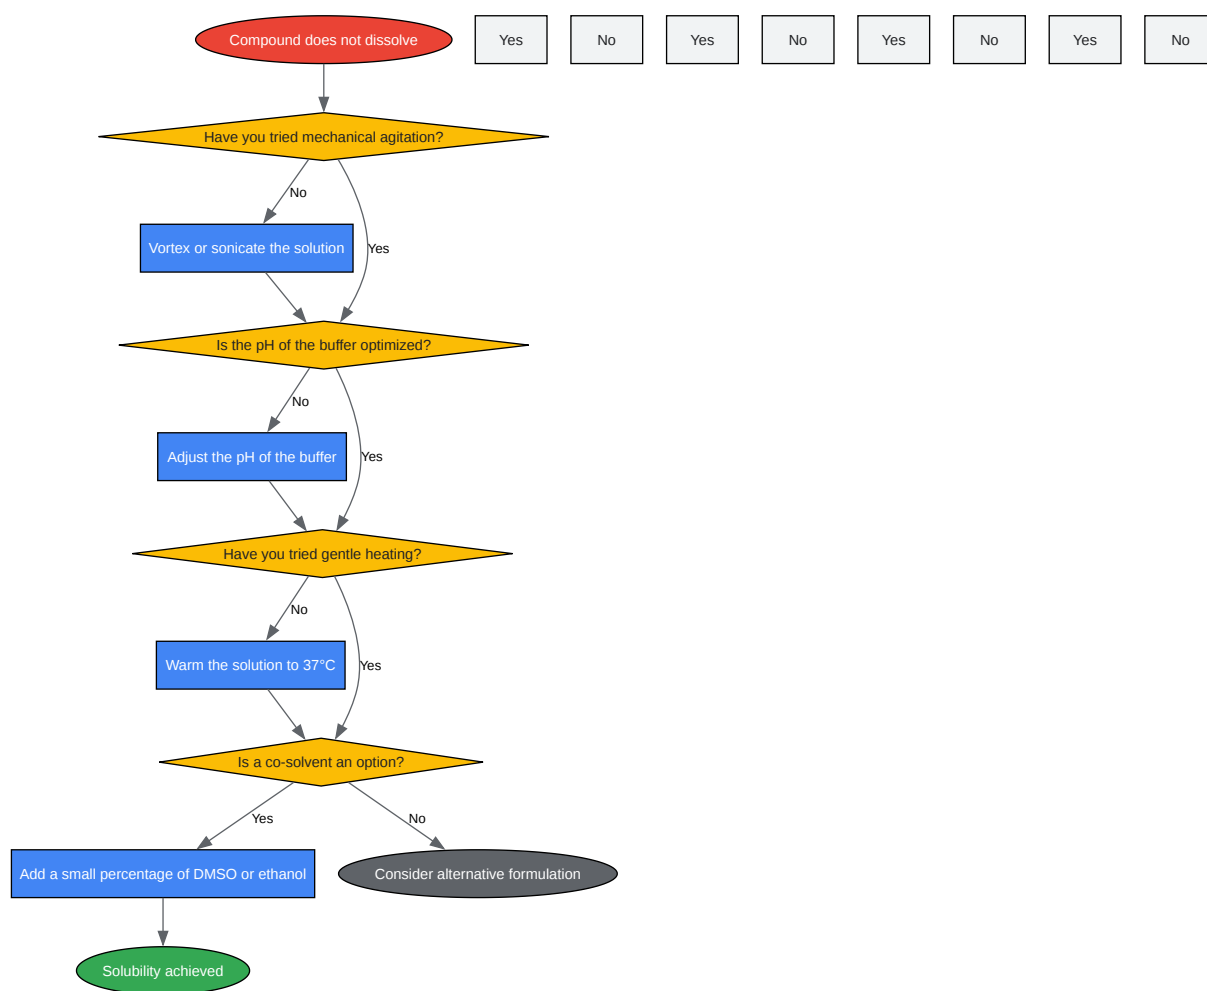 Compound does not dissolve
Yes
No
Yes
No
Yes
No
Yes
No
Have you tried mechanical agitation?
No
Vortex or sonicate the solution
Yes
Is the pH of the buffer optimized?
No
Adjust the pH of the buffer
Yes
Have you tried gentle heating?
No
Warm the solution to 37°C
Yes
Is a co-solvent an option?
Yes
No
Add a small percentage of DMSO or ethanol
Consider alternative formulation
Solubility achieved